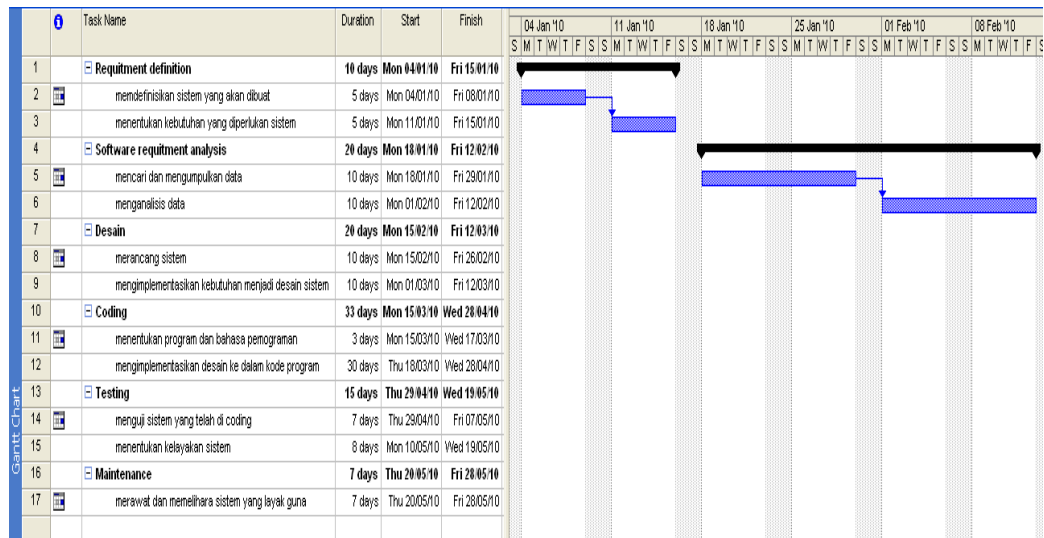 Task Name Duration Start Finish 04 Jan '10 11 Jan '10 18 Jan '10 25 Jan '10 01 Feb '10 08 Feb '10
S M T W T F S S M T W T F S S M T W T F S S M T W T F S S M T W T F S S M T W T F S
1 Requitment definition 10 days Mon 04/01/10 Fri 15/01/10
2 memdefinisikan sistem yang akan dibuat 5 days Mon 04/01/10 Fri 08/01/10
3 menentukan kebutuhan yang diperlukan sistem 5 days Mon 11/01/10 Fri 15/01/10
4 Software requitment analysis 20 days Mon 18/01/10 Fri 12/02/10
5 mencari dan mengumpulkan data 10 days Mon 18/01/10 Fri 29/01/10
6 menganalisis data 10 days Mon 01/02/10 Fri 12/02/10
7 Desain 20 days Mon 15/02/10 Fri 12/03/10
8 merancang sistem 10 days Mon 15/02/10 Fri 26/02/10
9 mengimplementasikan kebutuhan menjadi desain sistem 10 days Mon 01/03/10 Fri 12/03/10
10 Coding 33 days Mon 15/03/10 Wed 28/04/10
11 menentukan program dan bahasa pemograman 3 days Mon 15/03/10 Wed 17/03/10
12 mengimplementasikan desain ke dalam kode program 30 days Thu 18/03/10 Wed 28/04/10
13 Testing 15 days Thu 29/04/10 Wed 19/05/10
14 menguji sistem yang telah di coding 7 days Thu 29/04/10 Fri 07/05/10
15 menentukan kelayakan sistem 8 days Mon 10/05/10 Wed 19/05/10
16 Maintenance 7 days Thu 20/05/10 Fri 28/05/10
17 merawat dan memelihara sistem yang layak guna 7 days Thu 20/05/10 Fri 28/05/10
Gantt Chart